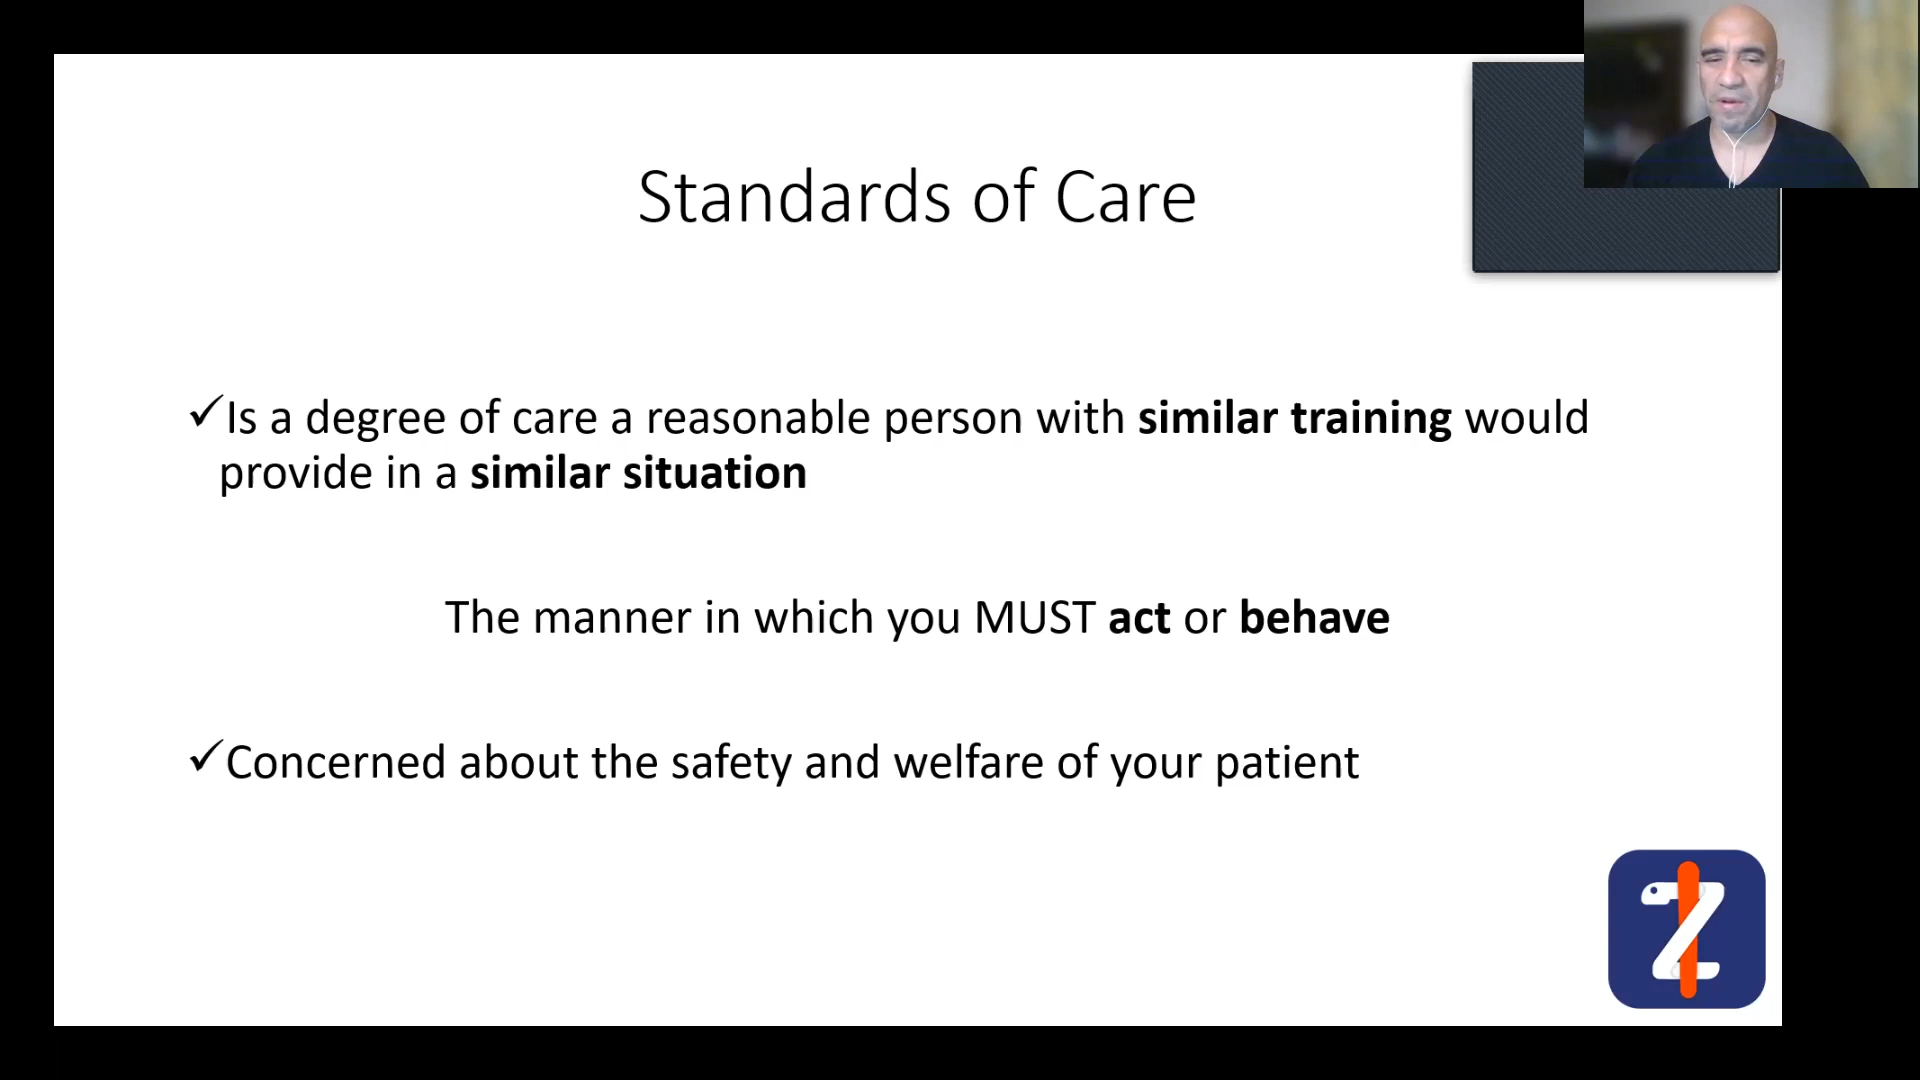 Standards of Care
✓Is a degree of care a reasonable person with similar training would
provide in a similar situation
The manner in which you MUST act or behave
✓Concerned about the safety and welfare of your patient